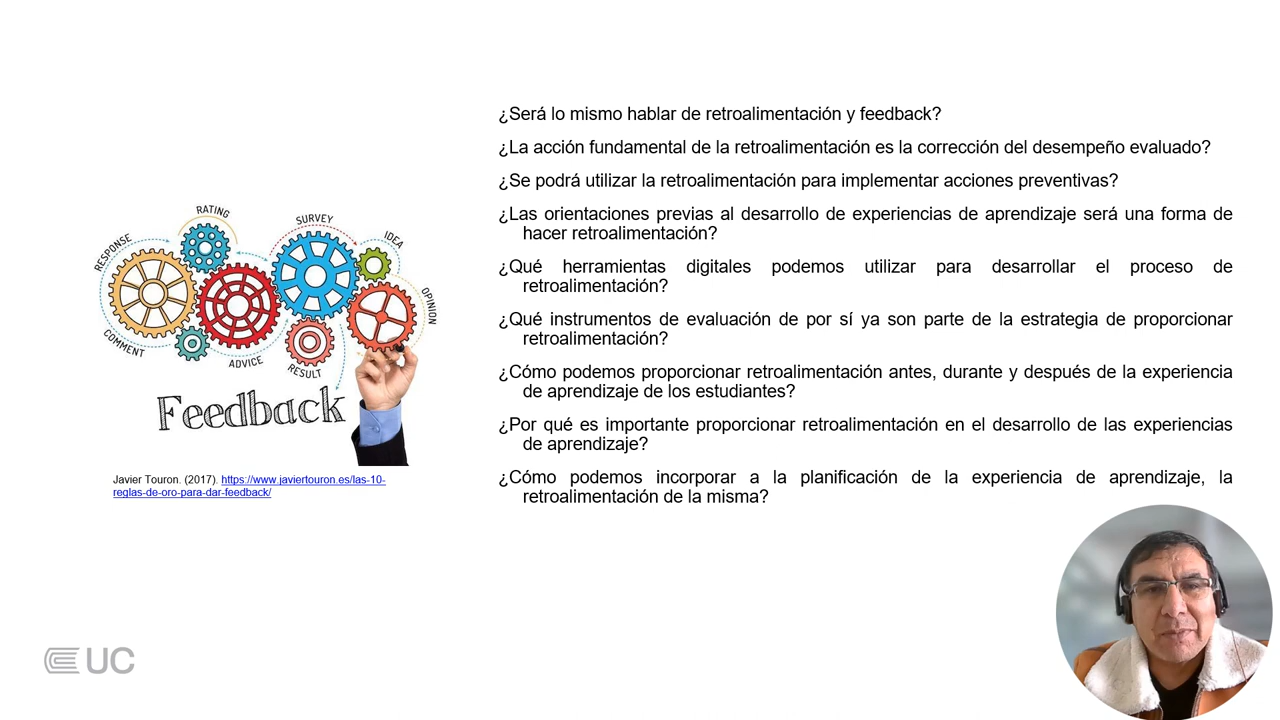 ¿Será lo mismo hablar de retroalimentación y feedback?
¿La acción fundamental de la retroalimentación es la corrección del desempeño evaluado?
¿Se podrá utilizar la retroalimentación para implementar acciones preventivas?
¿Las orientaciones previas al desarrollo de experiencias de aprendizaje será una forma de
hacer retroalimentación?
¿Qué herramientas digitales podemos utilizar para desarrollar el proceso de
retroalimentación?
¿Qué instrumentos de evaluación de por sí ya son parte de la estrategia de proporcionar
retroalimentación?
¿Cómo podemos proporcionar retroalimentación antes, durante y después de la experiencia
de aprendizaje de los estudiantes?
¿Por qué es importante proporcionar retroalimentación en el desarrollo de las experiencias
de aprendizaje?
¿Cómo podemos incorporar a la planificación de la experiencia de aprendizaje, la
retroalimentación de la misma?
RATING
SURVEY
IDEA
RESPONSE
OPINION
COMMENT
ADVICE
RESULT
Feedback
Javier Touron. (2017). https://www.javiertouron.es/las-10-
reglas-de-oro-para-dar-feedback/
UC